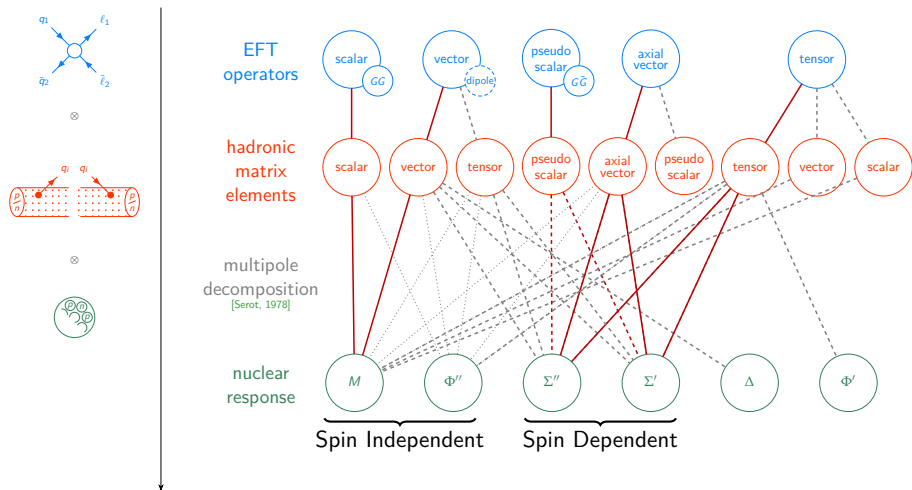 q₁
ℓ₁
q̄₂
ℓ̄₂
⊗
qᵢ
qᵢ
p
n
p
n
⊗
p
n
p
EFT
operators
scalar
GG
vector
dipole
pseudo
scalar
GG̃
axial
vector
tensor
hadronic
matrix
elements
scalar
vector
tensor
pseudo
scalar
axial
vector
pseudo
scalar
tensor
vector
scalar
multipole
decomposition
[Serot, 1978]
nuclear
response
M
Φ′′
Σ′′
Σ′
Δ
Φ′
Spin Independent
Spin Dependent